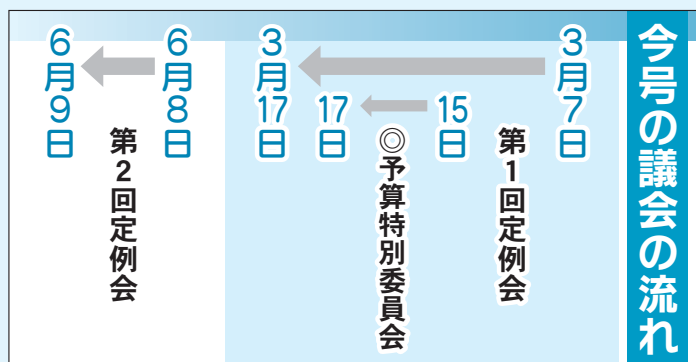 今号の議会の流れ
3月7日
第1回定例会
15日
◎予算特別委員会
17日
3月17日
6月8日
第2回定例会
6月9日